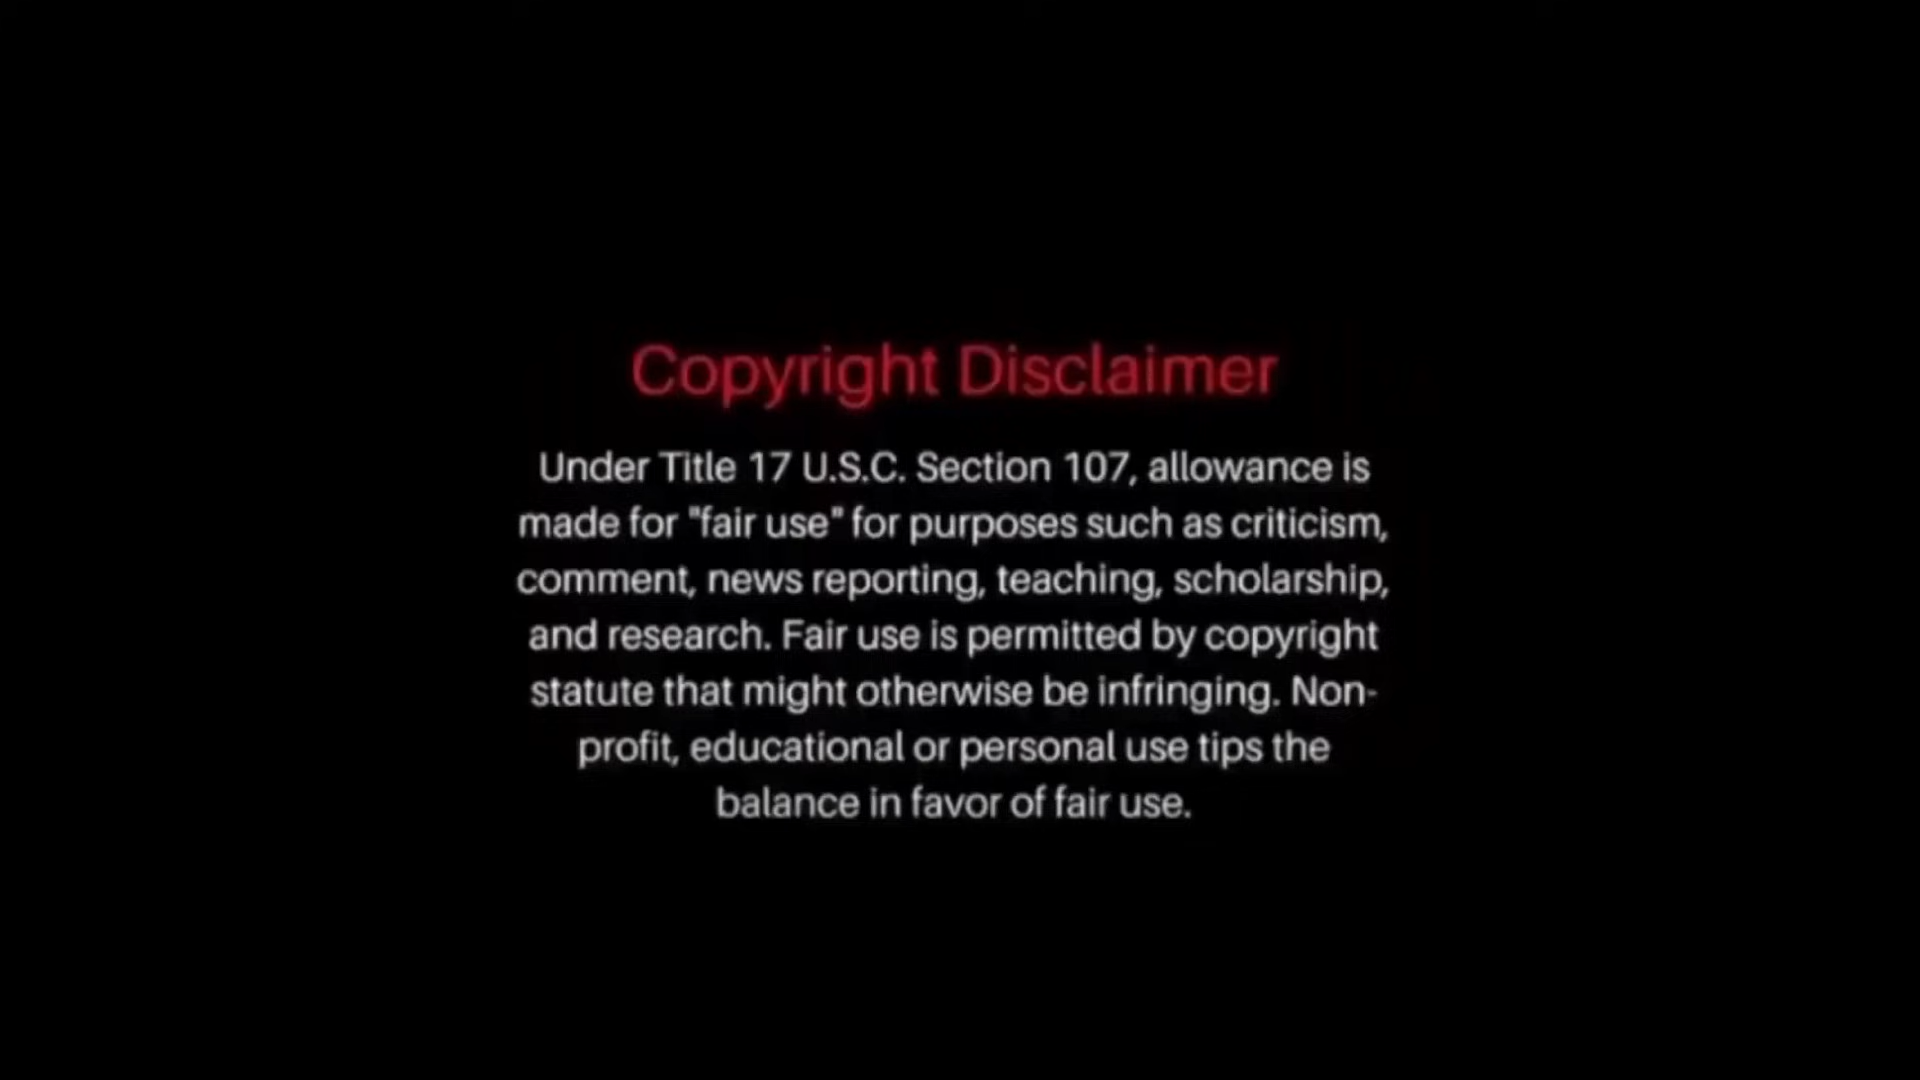 Copyright Disclaimer
Under Title 17 U.S.C. Section 107, allowance is
made for "fair use" for purposes such as criticism,
comment, news reporting, teaching, scholarship,
and research. Fair use is permitted by copyright
statute that might otherwise be infringing. Non-
profit, educational or personal use tips the
balance in favor of fair use.